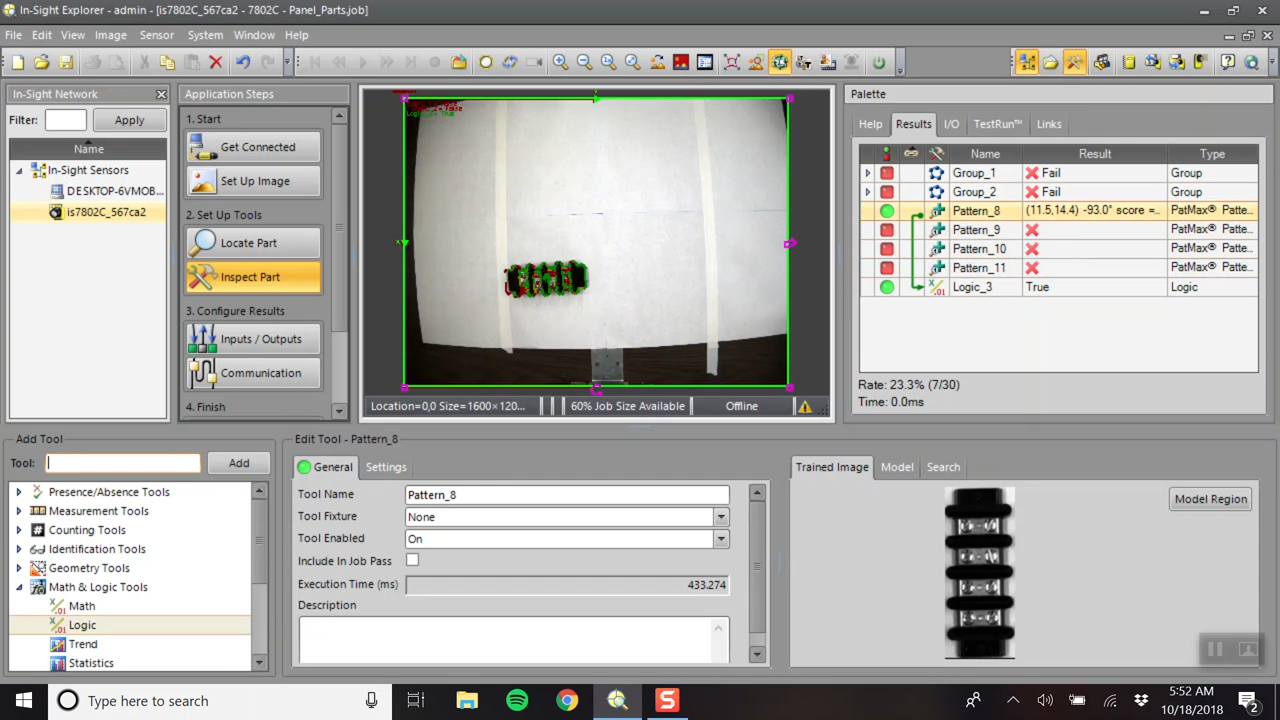 In-Sight Explorer - admin - [is7802C_567ca2 - 7802C - Panel_Parts.job]
File Edit View Image Sensor System Window Help
In-Sight Network
Filter: Apply
Name
In-Sight Sensors
DESKTOP-6VMOB...
is7802C_567ca2
Application Steps
1. Start
Get Connected
Set Up Image
2. Set Up Tools
Locate Part
Inspect Part
3. Configure Results
Inputs / Outputs
Communication
4. Finish
Location=0,0 Size=1600×120... 60% Job Size Available Offline
Palette
Help Results I/O TestRun™ Links
Name Result Type
Group_1 Fail Group
Group_2 Fail Group
Pattern_8 (11.5,14.4) -93.0° score =... PatMax® Patte...
Pattern_9 PatMax® Patte...
Pattern_10 PatMax® Patte...
Pattern_11 PatMax® Patte...
Logic_3 True Logic
Rate: 23.3% (7/30)
Time: 0.0ms
Add Tool
Tool: Add
Presence/Absence Tools
Measurement Tools
Counting Tools
Identification Tools
Geometry Tools
Math & Logic Tools
Math
Logic
Trend
Statistics
Edit Tool - Pattern_8
General Settings
Tool Name Pattern_8
Tool Fixture None
Tool Enabled On
Include In Job Pass
Execution Time (ms) 433.274
Description
Trained Image Model Search
Model Region
Type here to search
5:52 AM
10/18/2018
2